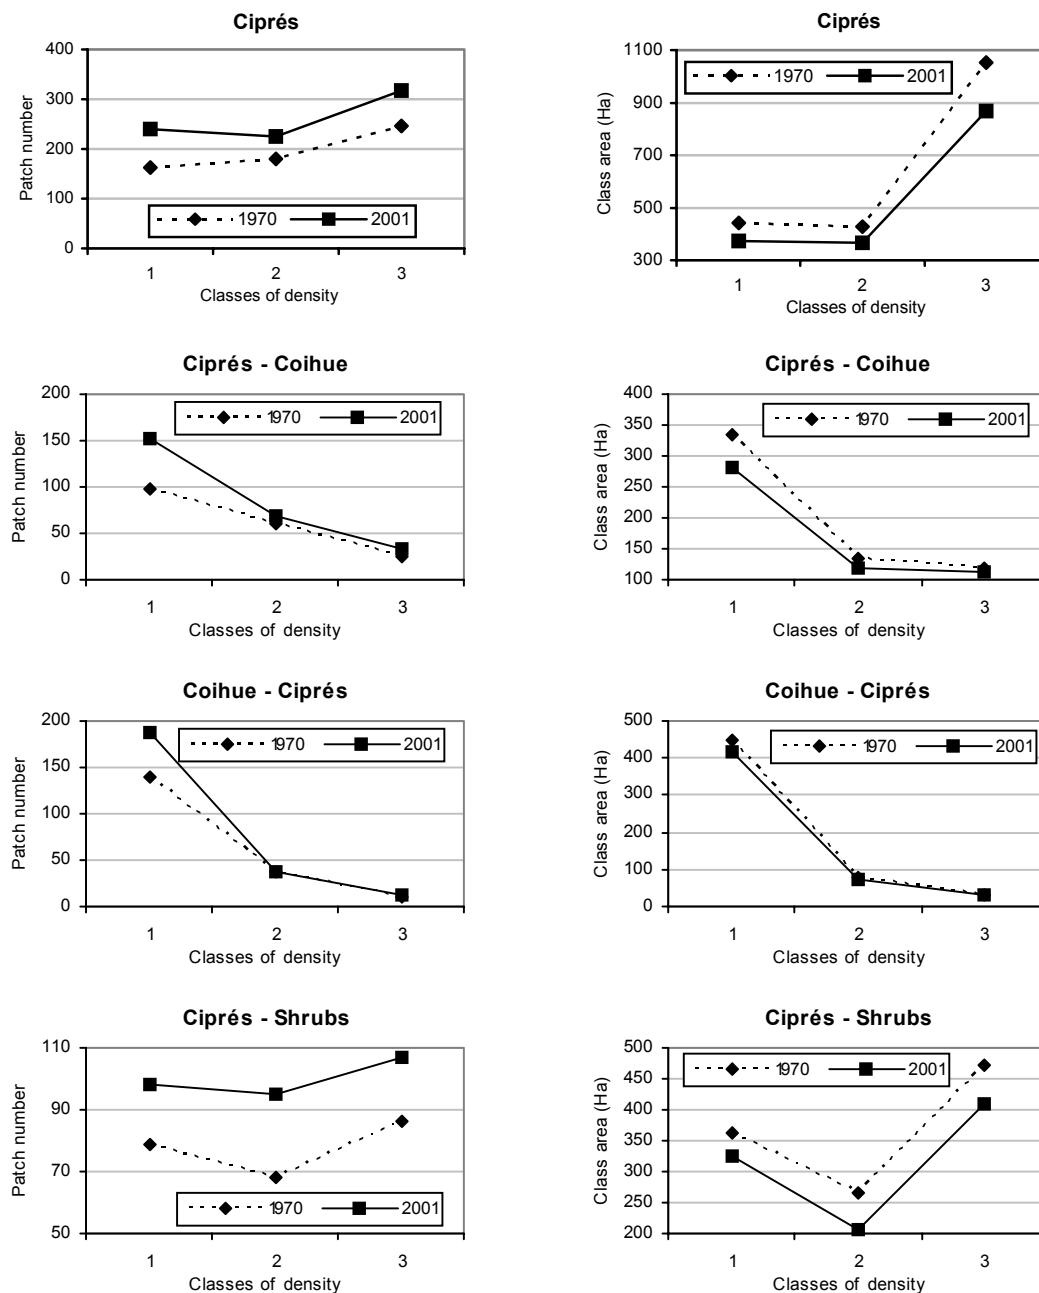 Ciprés
400
300
200
100
0
Patch number
1970 2001
1 2 3
Classes of density
Ciprés
1100
900
700
500
300
Class area (Ha)
1970 2001
1 2 3
Classes of density
Ciprés - Coihue
200
150
100
50
0
Patch number
1970 2001
1 2 3
Classes of density
Ciprés - Coihue
400
350
300
250
200
150
100
Class area (Ha)
1970 2001
1 2 3
Classes of density
Coihue - Ciprés
200
150
100
50
0
Patch number
1970 2001
1 2 3
Classes of density
Coihue - Ciprés
500
400
300
200
100
0
Class area (Ha)
1970 2001
1 2 3
Classes of density
Ciprés - Shrubs
110
90
70
50
Patch number
1970 2001
1 2 3
Classes of density
Ciprés - Shrubs
500
450
400
350
300
250
200
Class area (Ha)
1970 2001
1 2 3
Classes of density